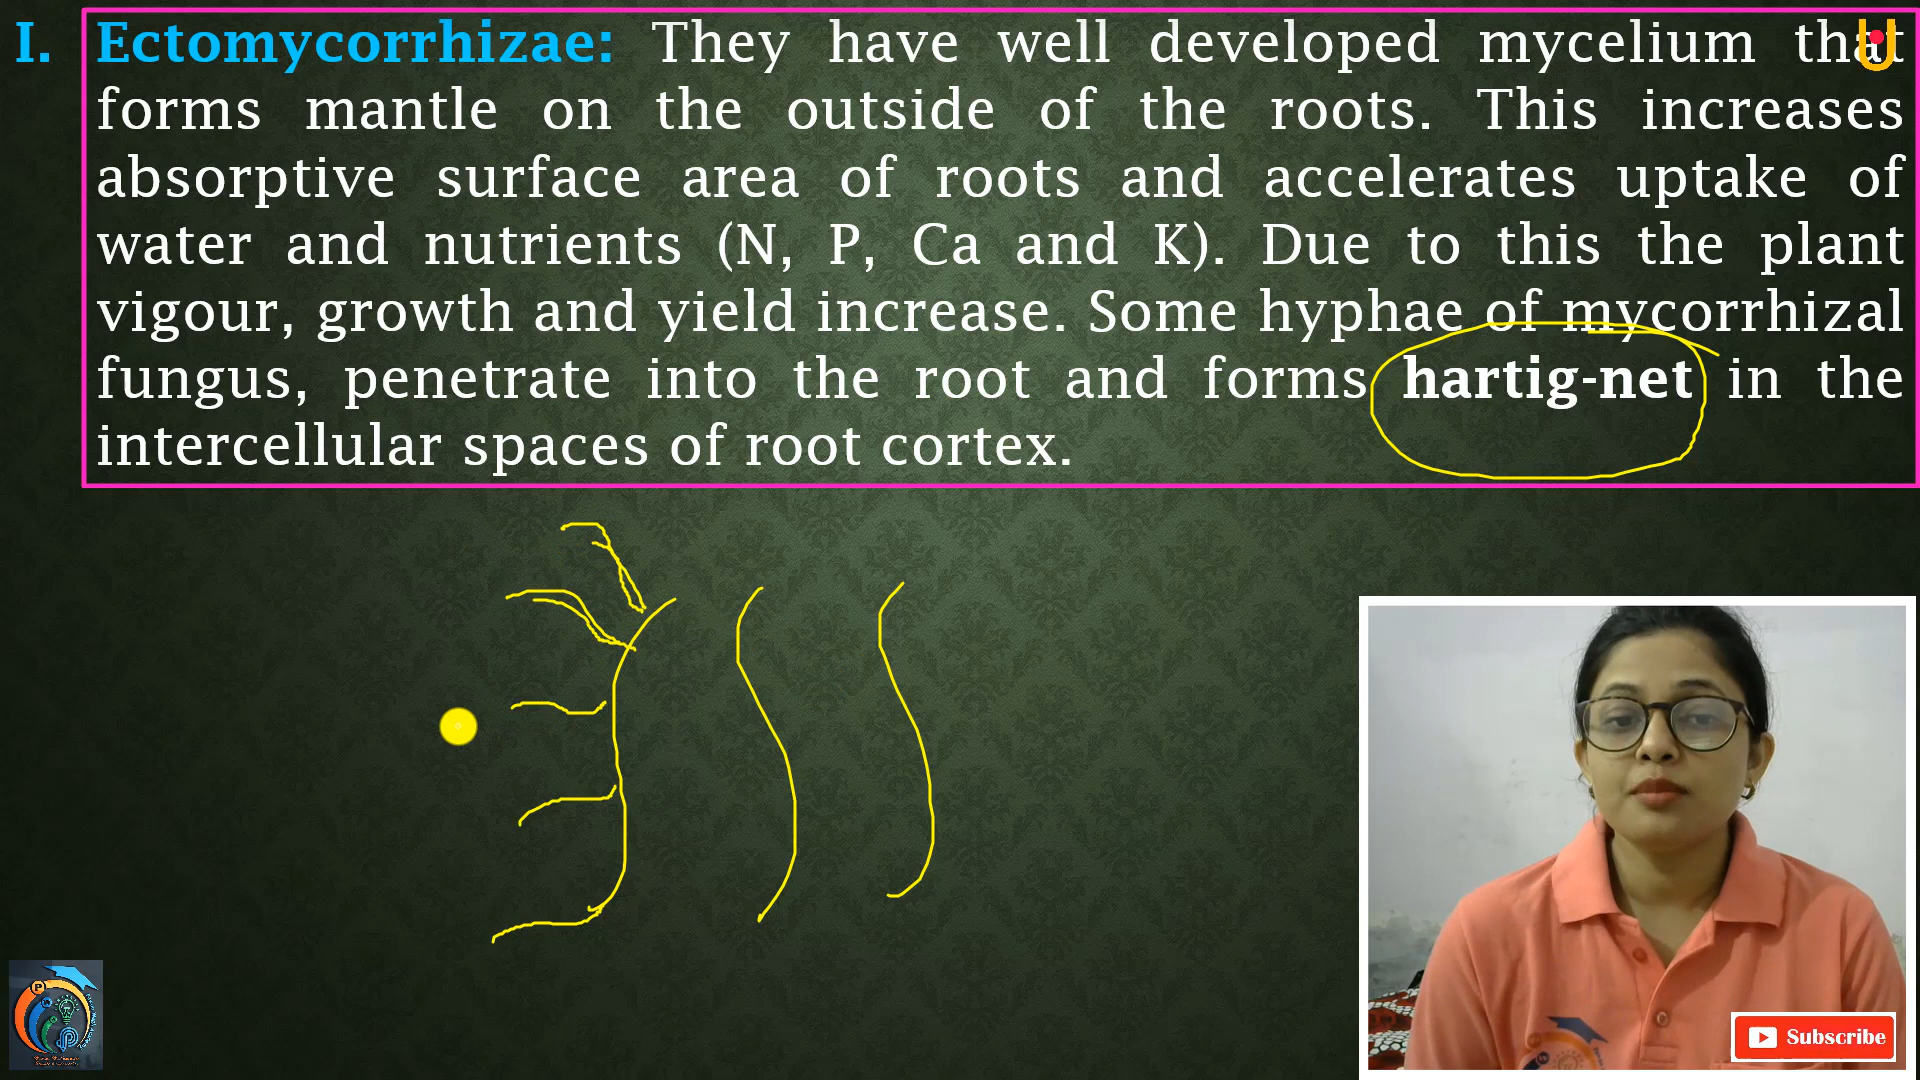 I. Ectomycorrhizae: They have well developed mycelium that
forms mantle on the outside of the roots. This increases
absorptive surface area of roots and accelerates uptake of
water and nutrients (N, P, Ca and K). Due to this the plant
vigour, growth and yield increase. Some hyphae of mycorrhizal
fungus, penetrate into the root and forms hartig-net in the
intercellular spaces of root cortex.
Subscribe